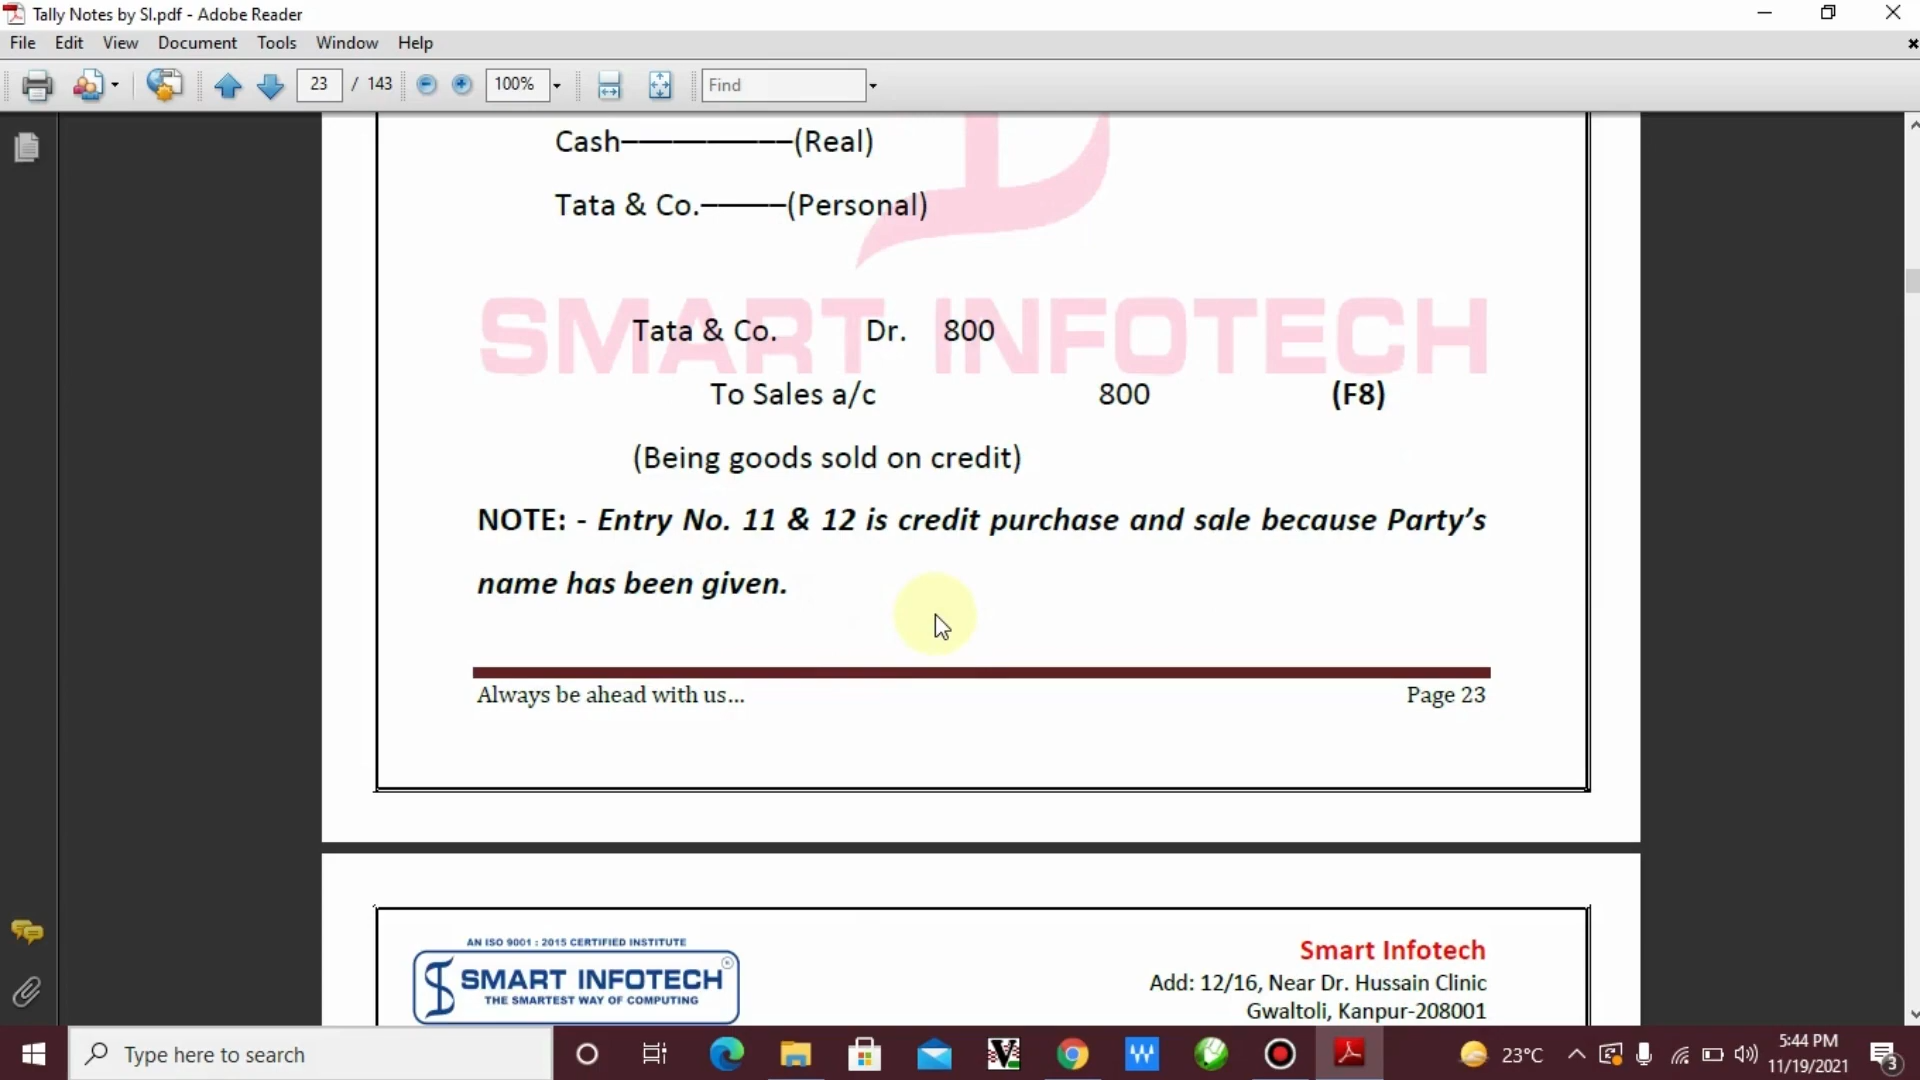 Tally Notes by SI.pdf - Adobe Reader
File Edit View Document Tools Window Help
23 / 143 100% Find
Cash——————(Real)
Tata & Co.———(Personal)
SMART INFOTECH
Tata & Co. Dr. 800
To Sales a/c 800 (F8)
(Being goods sold on credit)
NOTE: - Entry No. 11 & 12 is credit purchase and sale because Party's
name has been given.
Always be ahead with us... Page 23
AN ISO 9001 : 2015 CERTIFIED INSTITUTE
SMART INFOTECH®
THE SMARTEST WAY OF COMPUTING
Smart Infotech
Add: 12/16, Near Dr. Hussain Clinic
Gwaltoli, Kanpur-208001
Type here to search
23°C
5:44 PM
11/19/2021
3